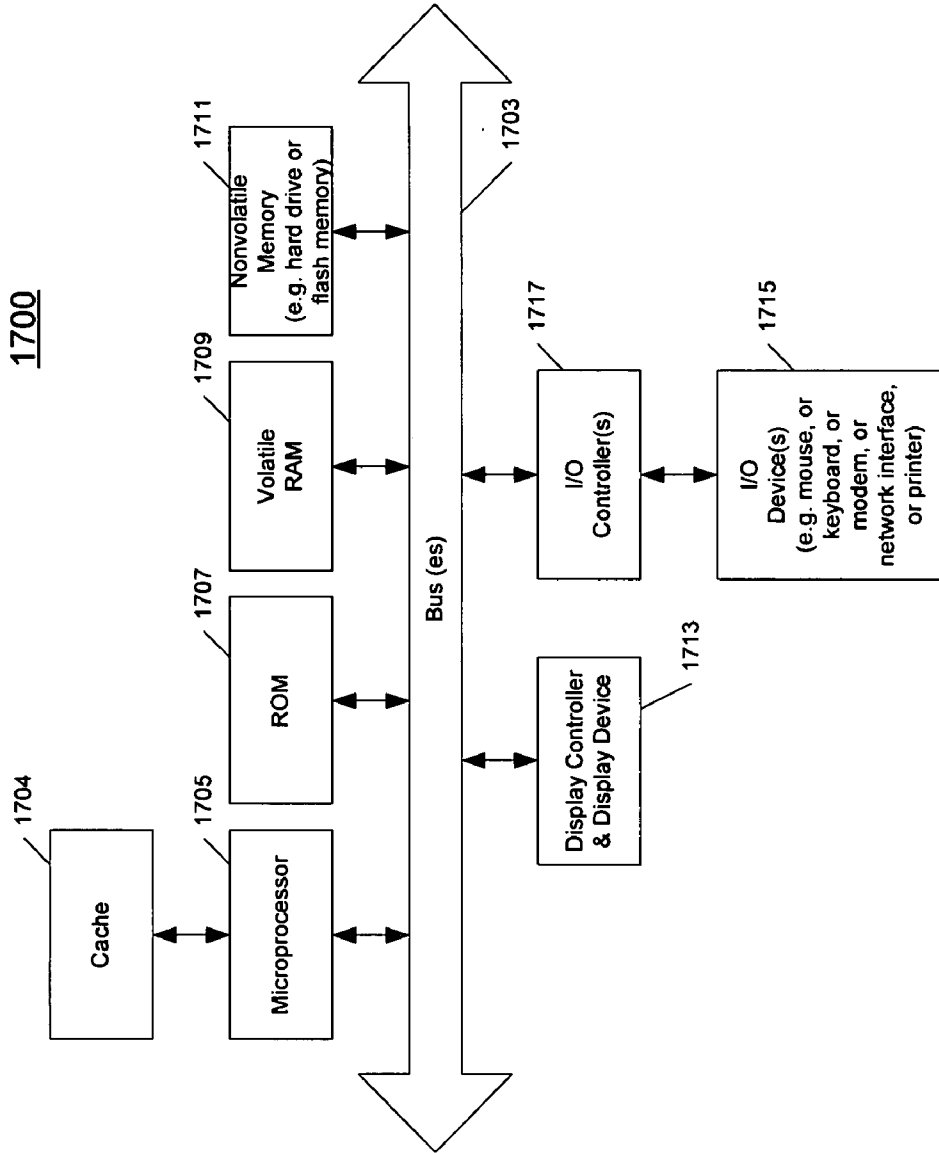 1700
1704
Cache
1705
Microprocessor
1707
ROM
1709
Volatile
RAM
1711
Nonvolatile
Memory
(e.g. hard drive or
flash memory)
Bus (es)
1703
Display Controller
& Display Device
1713
I/O
Controller(s)
1717
I/O
Device(s)
(e.g. mouse, or
keyboard, or
modem, or
network interface,
or printer)
1715